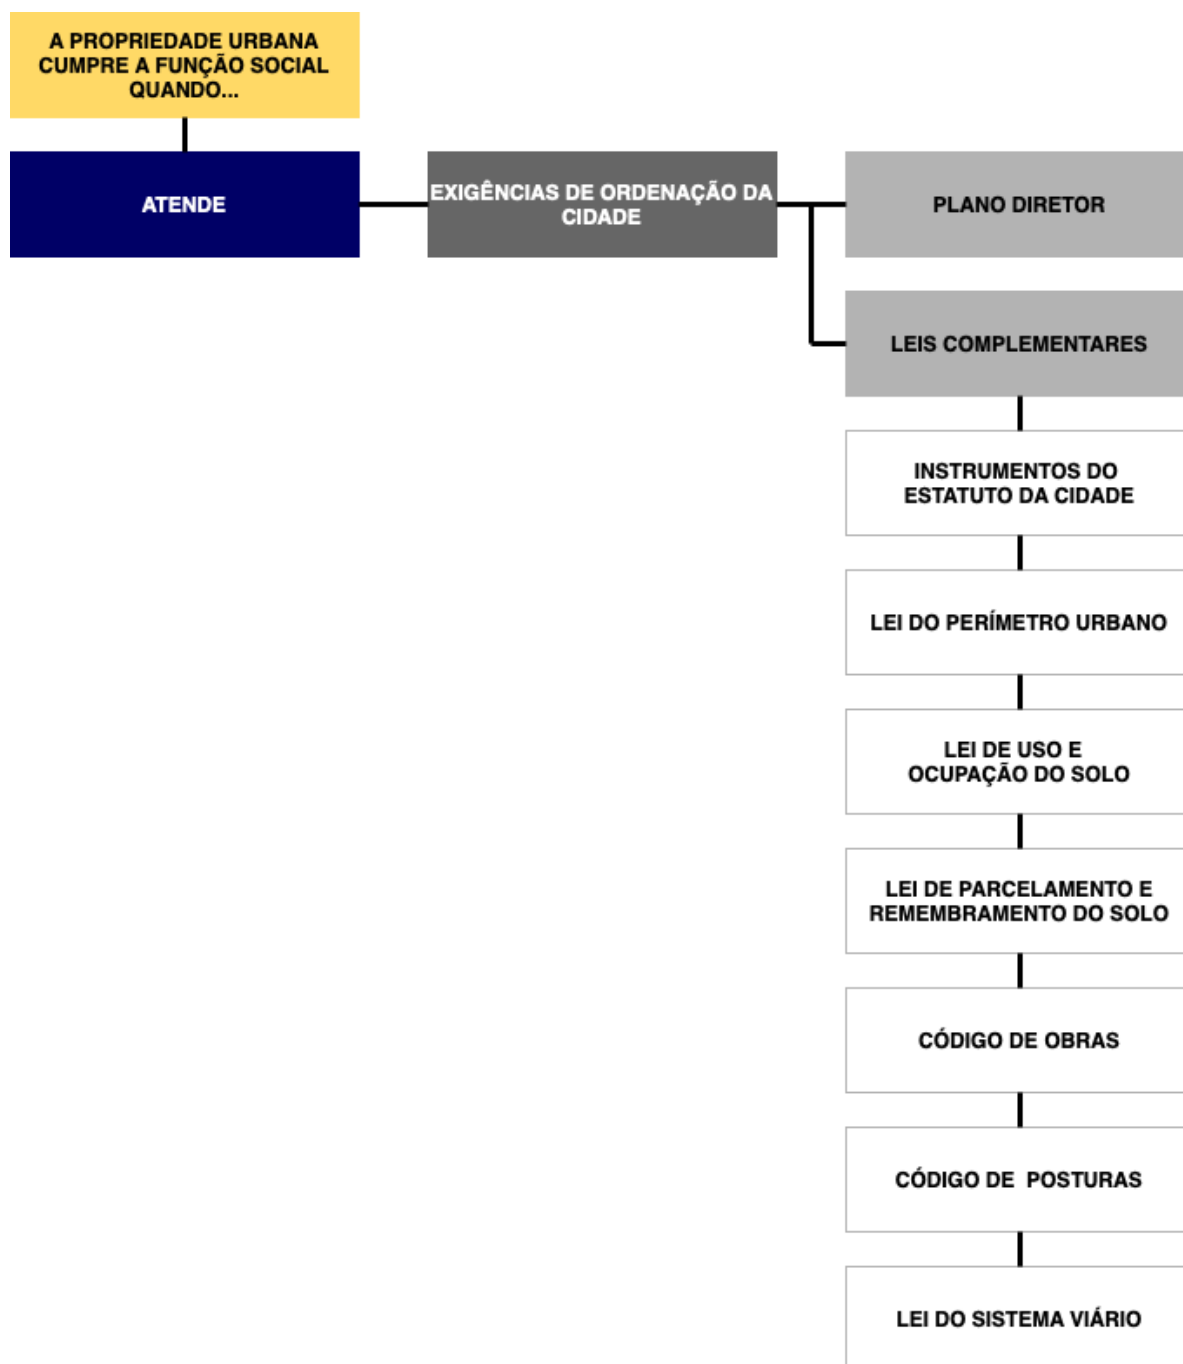 A PROPRIEDADE URBANA
CUMPRE A FUNÇÃO SOCIAL
QUANDO...
ATENDE
EXIGÊNCIAS DE ORDENAÇÃO DA
CIDADE
PLANO DIRETOR
LEIS COMPLEMENTARES
INSTRUMENTOS DO
ESTATUTO DA CIDADE
LEI DO PERÍMETRO URBANO
LEI DE USO E
OCUPAÇÃO DO SOLO
LEI DE PARCELAMENTO E
REMEMBRAMENTO DO SOLO
CÓDIGO DE OBRAS
CÓDIGO DE POSTURAS
LEI DO SISTEMA VIÁRIO